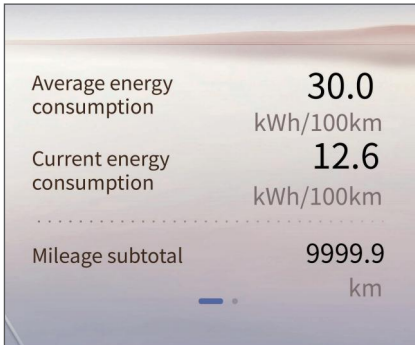 Average energy
consumption
30.0
kWh/100km
Current energy
consumption
12.6
kWh/100km
Mileage subtotal
9999.9
km